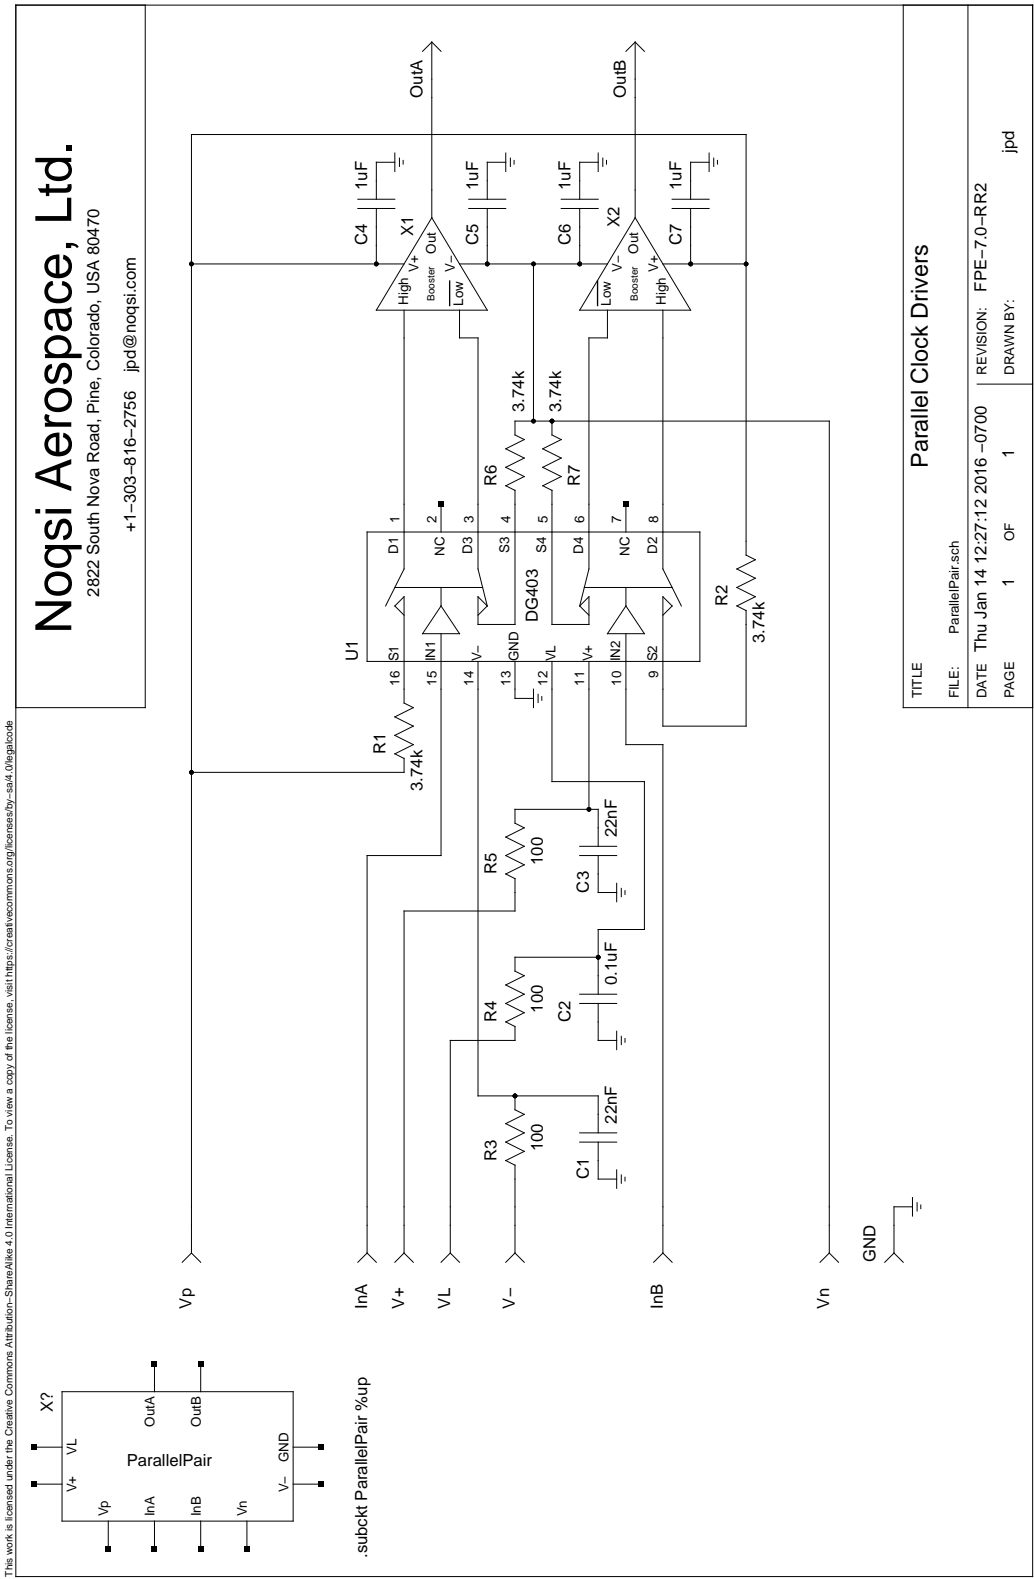 This work is licensed under the Creative Commons Attribution−ShareAlike 4.0 International License. To view a copy of the license, visit https://creativecommons.org/licenses/by−sa/4.0/legalcode
Noqsi Aerospace, Ltd.
2822 South Nova Road, Pine, Colorado, USA 80470
+1−303−816−2756 jpd@noqsi.com
X?
V+
VL
Vp
InA
InB
Vn
ParallelPair
OutA
OutB
V−
GND
.subckt ParallelPair %up
Vp
InA
V+
VL
V−
InB
Vn
GND
R3
100
C1
22nF
R4
100
C2
0.1uF
R5
100
C3
22nF
R1
3.74k
U1
16 S1
15 IN1
14 V−
13 GND
12 VL
11 V+
10 IN2
9 S2
DG403
D1 1
NC 2
D3 3
S3 4
S4 5
D4 6
NC 7
D2 8
R2
3.74k
R6
3.74k
R7
3.74k
High
V+
Booster
Out
Low
V−
X1
C4
1uF
C5
1uF
OutA
Low
V−
Booster
Out
High
V+
X2
C6
1uF
C7
1uF
OutB
TITLE
Parallel Clock Drivers
FILE: ParallelPair.sch
REVISION: FPE−7.0−RR2
DATE Thu Jan 14 12:27:12 2016 −0700
PAGE 1 OF 1
DRAWN BY: jpd